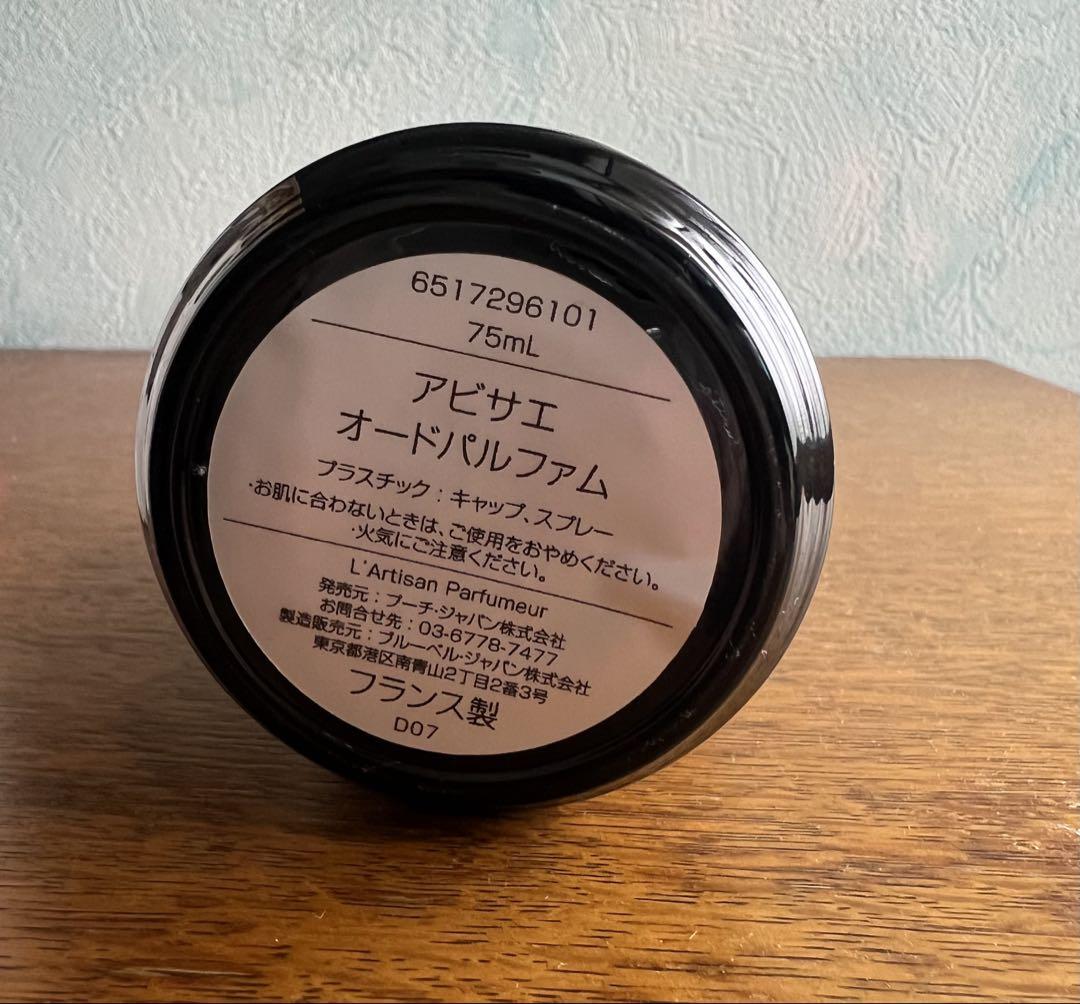 6517296101
75mL
アビサエ
オードパルファム
プラスチック：キャップ、スプレー
・お肌に合わないときは、ご使用をおやめください。
・火気にご注意ください。
L'Artisan Parfumeur
発売元：プーチ・ジャパン株式会社
お問合せ先：03-6778-7477
製造販売元：ブルーベル・ジャパン株式会社
東京都港区南青山2丁目2番3号
フランス製
D07